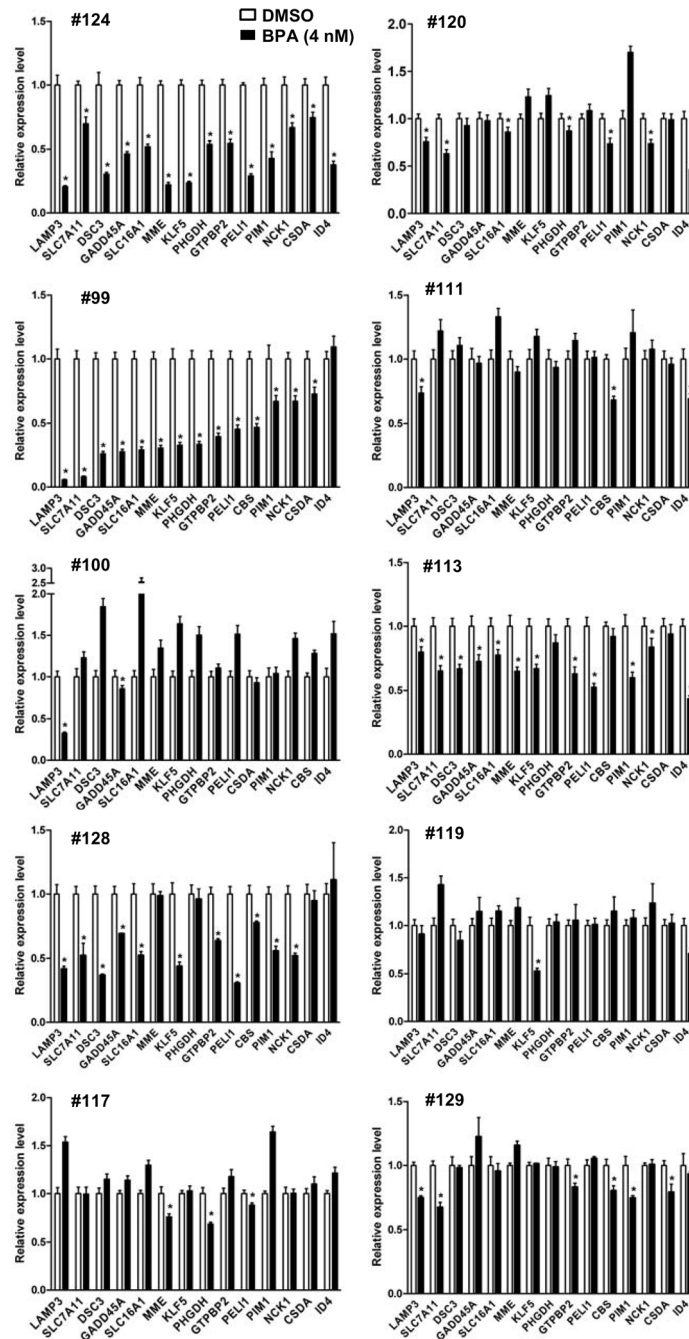 DMSO
BPA (4 nM)
#124
Relative expression level
1.5
1.0
0.5
0.0
LAMP3 SLC7A11 DSC3 GADD45A SLC16A1 MME KLF5 PHGDH GTPBP2 PELI1 PIM1 NCK1 CSDA ID4
#120
Relative expression level
2.0
1.5
1.0
0.5
0.0
LAMP3 SLC7A11 DSC3 GADD45A SLC16A1 MME KLF5 PHGDH GTPBP2 PELI1 PIM1 NCK1 CSDA ID4
#99
Relative expression level
1.5
1.0
0.5
0.0
LAMP3 SLC7A11 DSC3 GADD45A SLC16A1 MME KLF5 PHGDH GTPBP2 PELI1 CBS PIM1 NCK1 CSDA ID4
#111
Relative expression level
1.5
1.0
0.5
0.0
LAMP3 SLC7A11 DSC3 GADD45A SLC16A1 MME KLF5 PHGDH GTPBP2 PELI1 CBS PIM1 NCK1 CSDA ID4
#100
Relative expression level
3.0
2.5
2.0
1.5
1.0
0.5
0.0
LAMP3 SLC7A11 DSC3 GADD45A SLC16A1 MME KLF5 PHGDH GTPBP2 PELI1 CSDA PIM1 NCK1 CBS ID4
#113
Relative expression level
1.5
1.0
0.5
0.0
LAMP3 SLC7A11 DSC3 GADD45A SLC16A1 MME KLF5 PHGDH GTPBP2 PELI1 CBS PIM1 NCK1 CSDA ID4
#128
Relative expression level
1.5
1.0
0.5
0.0
LAMP3 SLC7A11 DSC3 GADD45A SLC16A1 MME KLF5 PHGDH GTPBP2 PELI1 CBS PIM1 NCK1 CSDA ID4
#119
Relative expression level
2.0
1.5
1.0
0.5
0.0
LAMP3 SLC7A11 DSC3 GADD45A SLC16A1 MME KLF5 PHGDH GTPBP2 PELI1 CBS PIM1 NCK1 CSDA ID4
#117
Relative expression level
2.0
1.5
1.0
0.5
0.0
LAMP3 SLC7A11 DSC3 GADD45A SLC16A1 MME KLF5 PHGDH GTPBP2 PELI1 PIM1 NCK1 CSDA ID4
#129
Relative expression level
1.5
1.0
0.5
0.0
LAMP3 SLC7A11 DSC3 GADD45A SLC16A1 MME KLF5 PHGDH GTPBP2 PELI1 CBS PIM1 NCK1 CSDA ID4